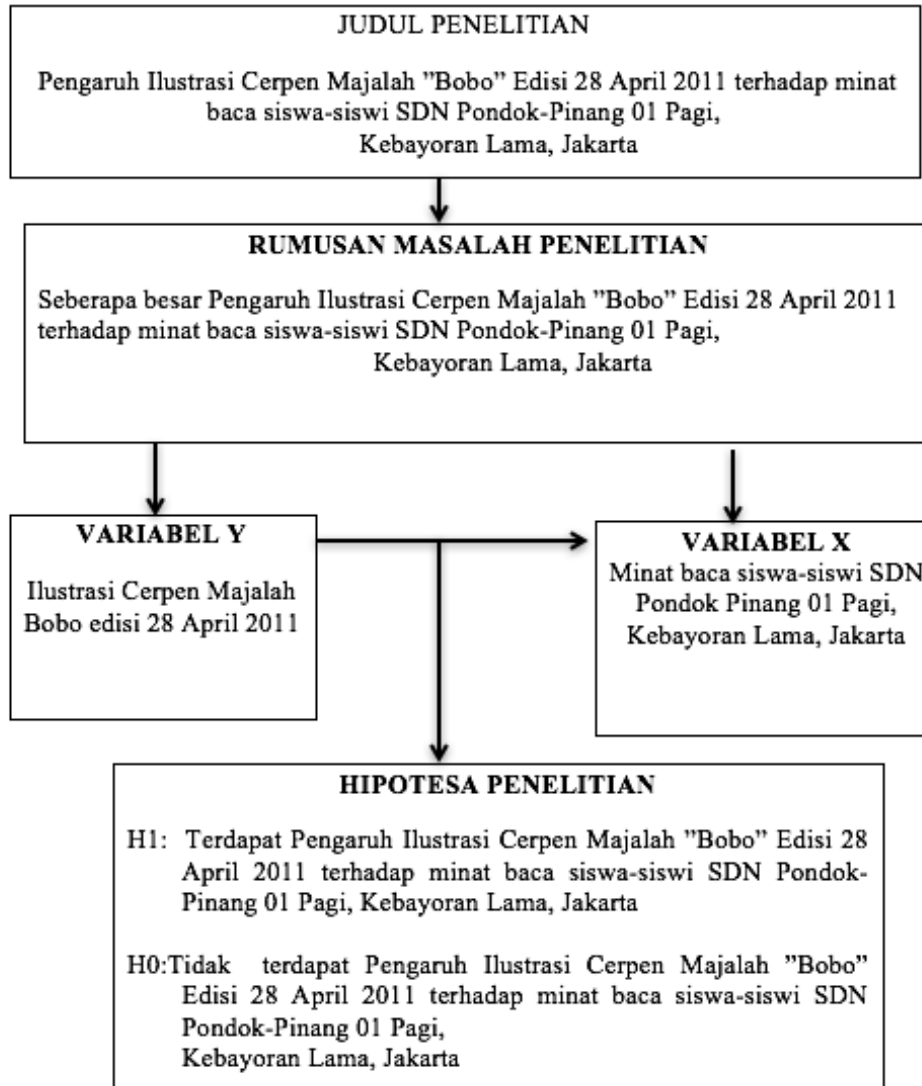 JUDUL PENELITIAN
Pengaruh Ilustrasi Cerpen Majalah ”Bobo” Edisi 28 April 2011 terhadap minat
baca siswa-siswi SDN Pondok-Pinang 01 Pagi,
Kebayoran Lama, Jakarta
RUMUSAN MASALAH PENELITIAN
Seberapa besar Pengaruh Ilustrasi Cerpen Majalah ”Bobo” Edisi 28 April 2011
terhadap minat baca siswa-siswi SDN Pondok-Pinang 01 Pagi,
Kebayoran Lama, Jakarta
VARIABEL Y
Ilustrasi Cerpen Majalah
Bobo edisi 28 April 2011
VARIABEL X
Minat baca siswa-siswi SDN
Pondok Pinang 01 Pagi,
Kebayoran Lama, Jakarta
HIPOTESA PENELITIAN
H1: Terdapat Pengaruh Ilustrasi Cerpen Majalah ”Bobo” Edisi 28
April 2011 terhadap minat baca siswa-siswi SDN Pondok-
Pinang 01 Pagi, Kebayoran Lama, Jakarta
H0:Tidak terdapat Pengaruh Ilustrasi Cerpen Majalah ”Bobo”
Edisi 28 April 2011 terhadap minat baca siswa-siswi SDN
Pondok-Pinang 01 Pagi,
Kebayoran Lama, Jakarta